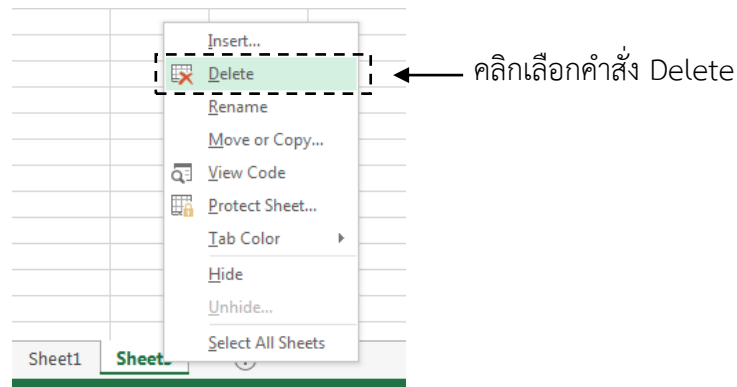 Insert...
Delete
คลิกเลือกคำสั่ง Delete
Rename
Move or Copy...
View Code
Protect Sheet...
Tab Color
Hide
Unhide...
Select All Sheets
Sheet1